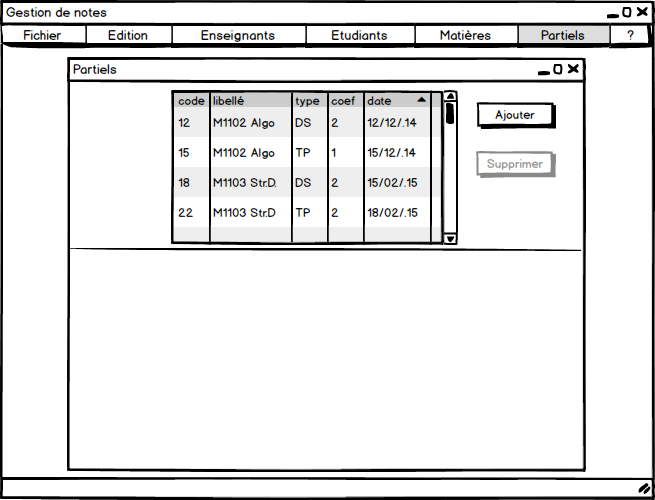 Gestion de notes
Fichier Edition Enseignants Etudiants Matières Partiels ?
Partiels
code libellé type coef date
12 M1102 Algo DS 2 12/12/.14
15 M1102 Algo TP 1 15/12/.14
18 M1103 Str.D. DS 2 15/02/.15
22 M1103 Str.D TP 2 18/02/.15
Ajouter
Supprimer